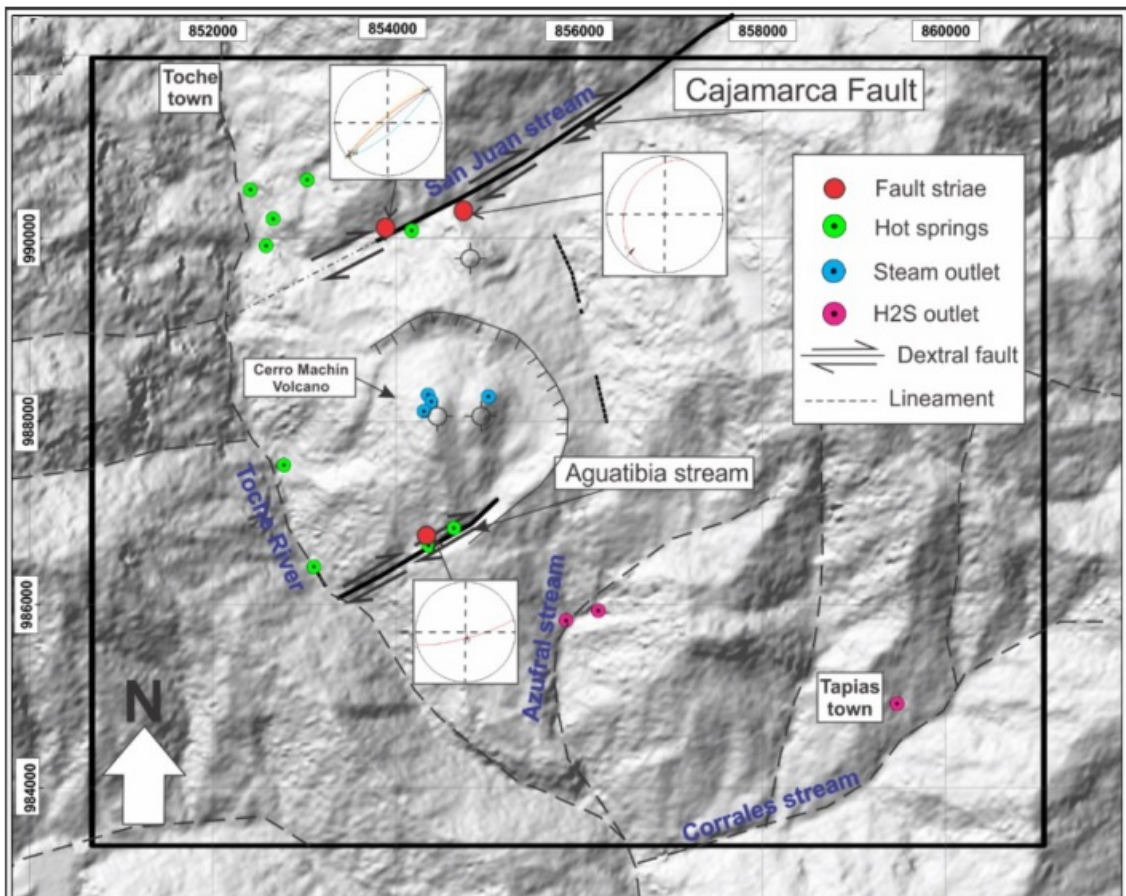 852000
854000
856000
858000
860000
Toche
town
Cajamarca Fault
San Juan stream
990000
988000
986000
984000
Fault striae
Hot springs
Steam outlet
H2S outlet
Dextral fault
Lineament
Cerro Machín
Volcano
Aguatibia stream
Toche River
Azufral stream
Tapias
town
Corrales stream
N